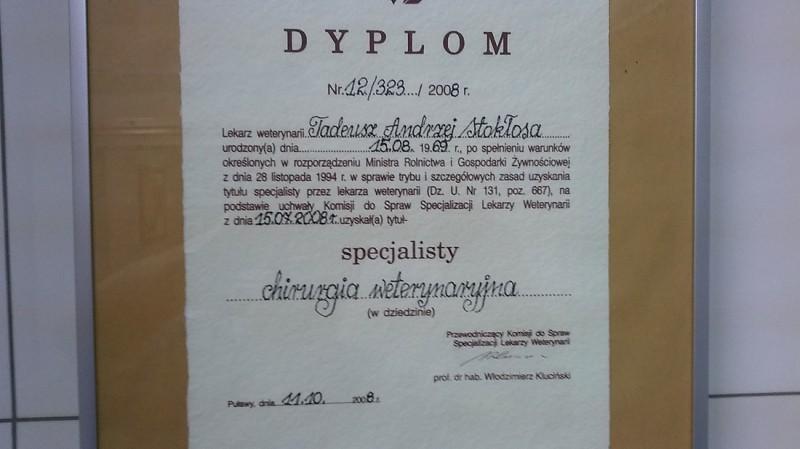 DYPLOM
Nr. 12/323..../ 2008 r.
Lekarz weterynarii. Tadeusz Andrzej Stokłosa
urodzony(a) dnia 15.08. 1969. r., po spełnieniu warunków
określonych w rozporządzeniu Ministra Rolnictwa i Gospodarki Żywnościowej
z dnia 28 listopada 1994 r. w sprawie trybu i szczegółowych zasad uzyskania
tytułu specjalisty przez lekarza weterynarii (Dz. U. Nr 131, poz. 667), na
podstawie uchwały Komisji do Spraw Specjalizacji Lekarzy Weterynarii
z dnia 15.07.2008r. uzyskał(a) tytuł-
specjalisty
chirurgia weterynaryjna
(w dziedzinie)
Przewodniczący Komisji do Spraw
Specjalizacji Lekarzy Weterynarii
prof. dr hab. Włodzimierz Kluciński
Puławy, dnia 11.10. 2008 r.